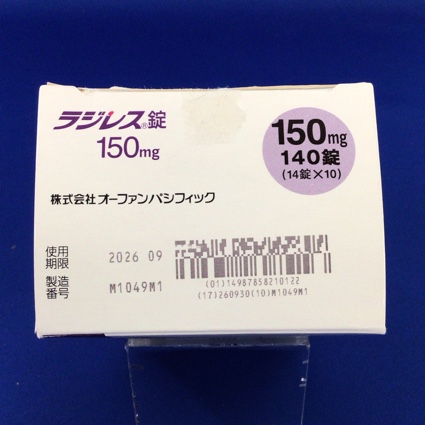 ラジレス®錠
150mg
150mg
140錠
(14錠×10)
株式会社オーファンパシフィック
使用期限 2026 09
製造番号 M1049M1
(01)14987858210122
(17)260930(10)M1049M1